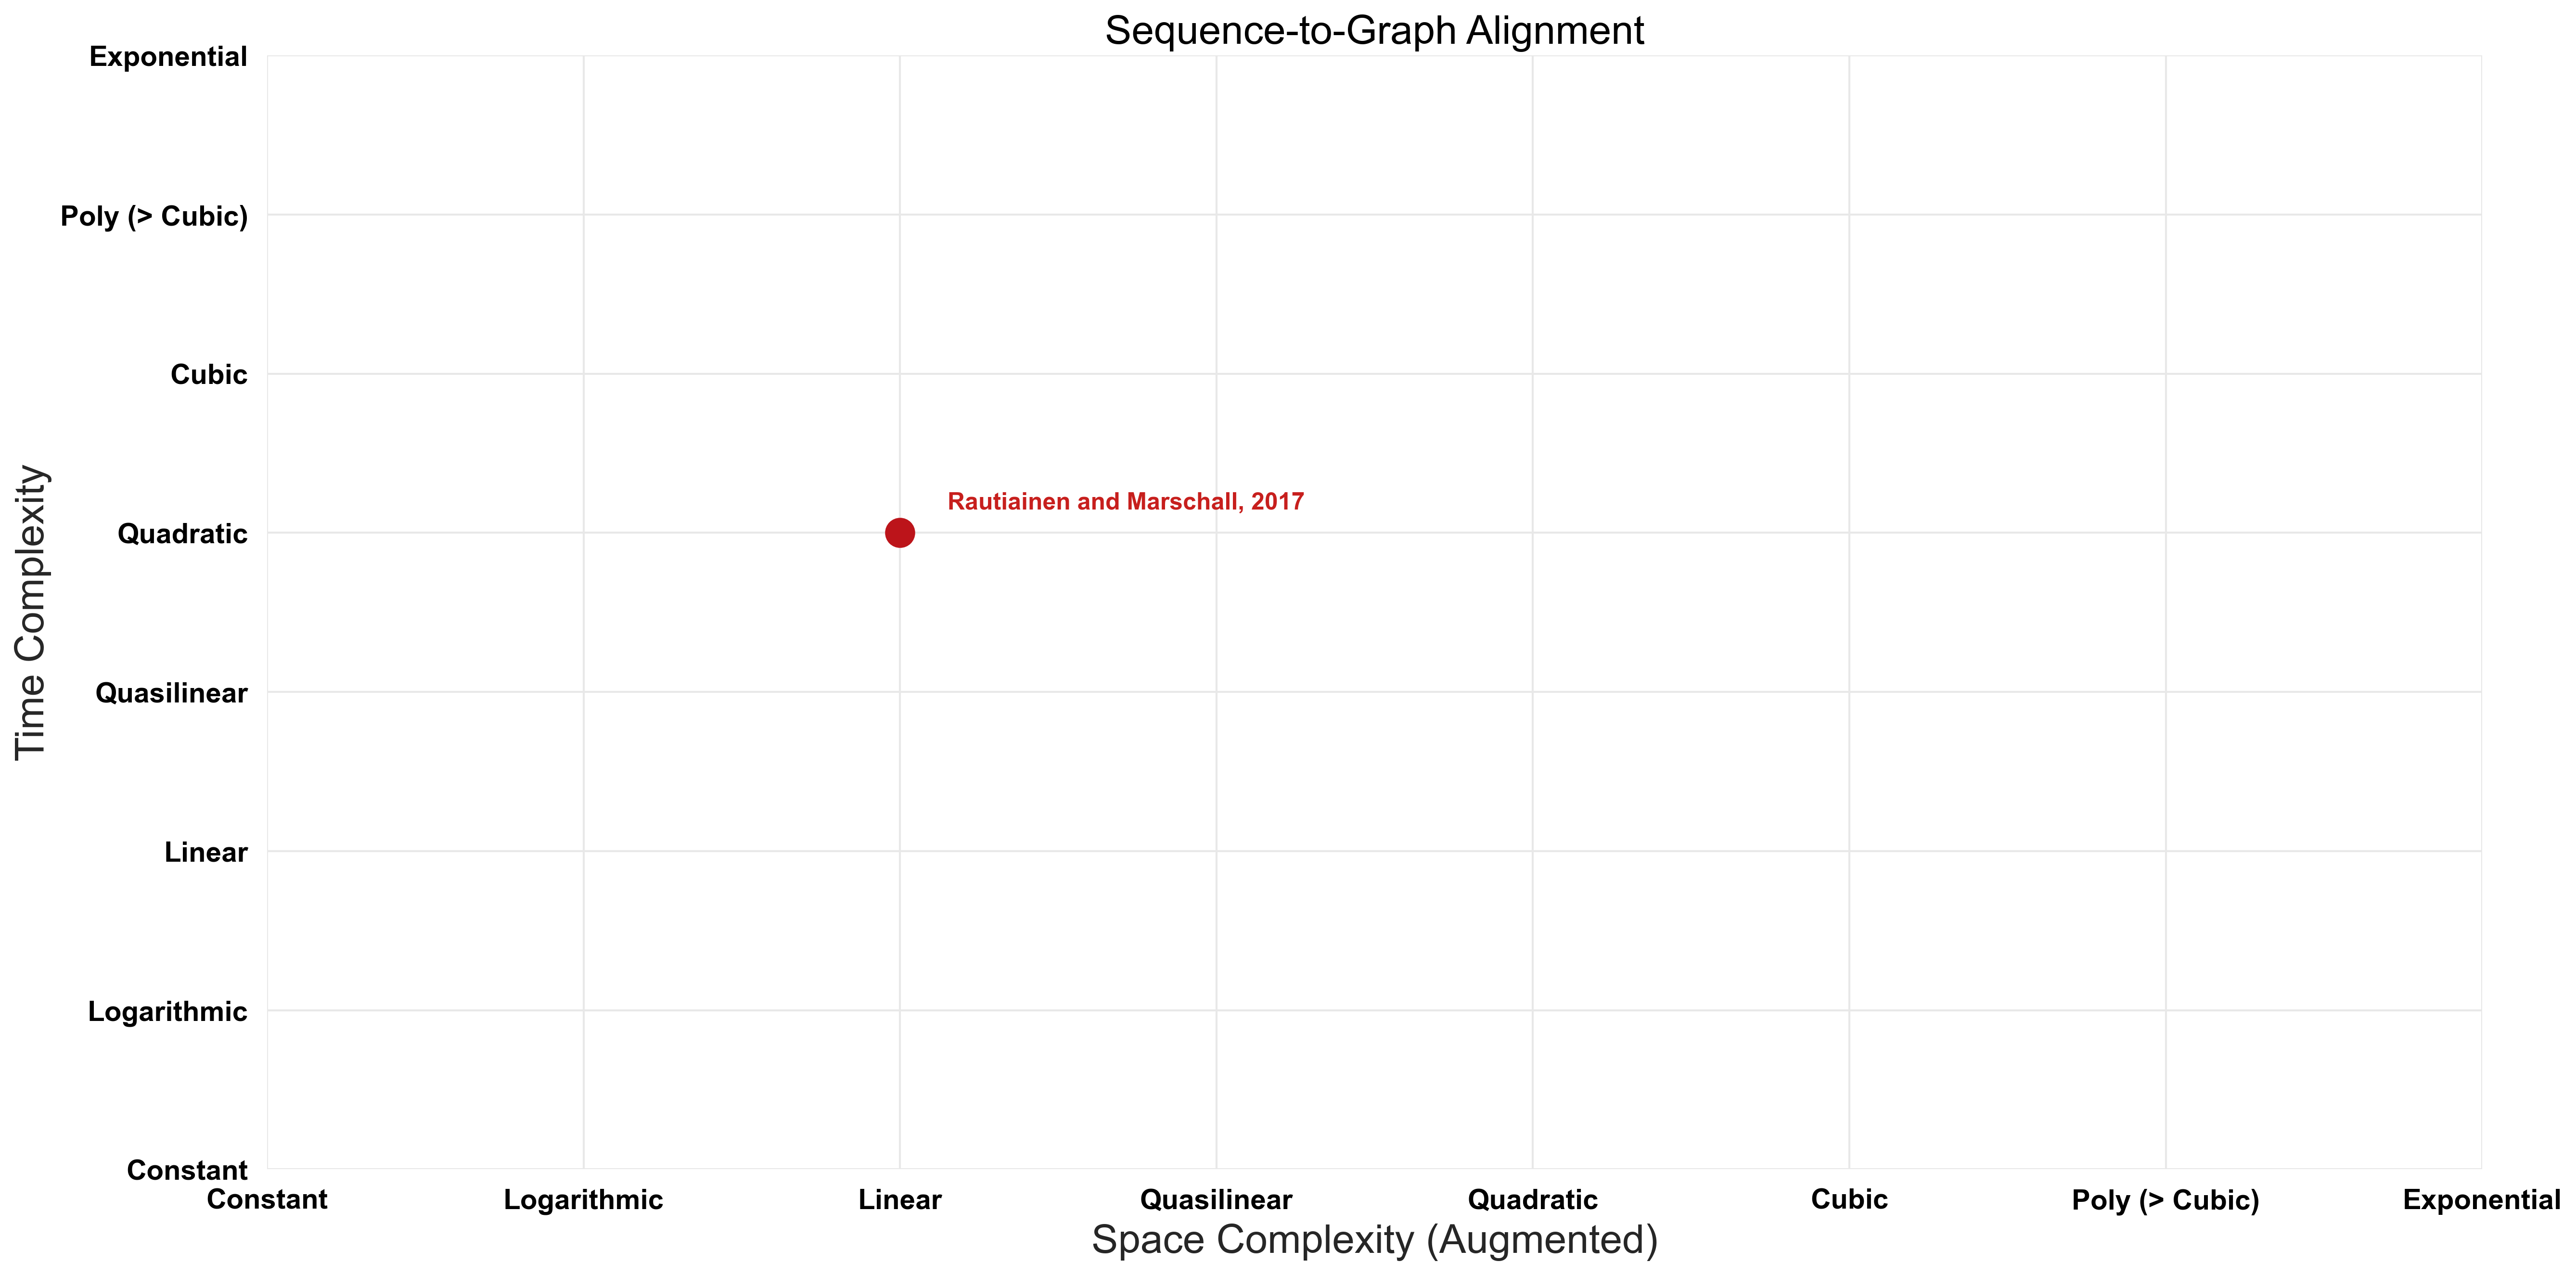 Sequence-to-Graph Alignment
Exponential
Poly (> Cubic)
Cubic
Quadratic
Quasilinear
Linear
Logarithmic
Constant
Time Complexity
Rautiainen and Marschall, 2017
Constant
Logarithmic
Linear
Quasilinear
Quadratic
Cubic
Poly (> Cubic)
Exponential
Space Complexity (Augmented)